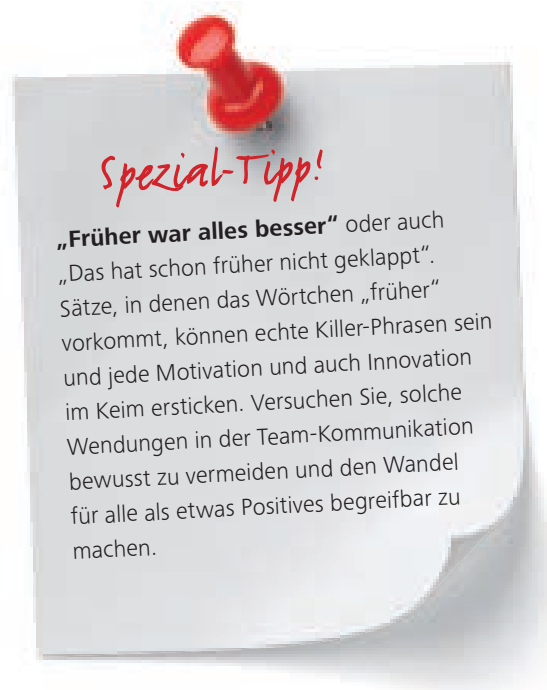 Spezial-Tipp!
„Früher war alles besser“ oder auch
„Das hat schon früher nicht geklappt“.
Sätze, in denen das Wörtchen „früher“
vorkommt, können echte Killer-Phrasen sein
und jede Motivation und auch Innovation
im Keim ersticken. Versuchen Sie, solche
Wendungen in der Team-Kommunikation
bewusst zu vermeiden und den Wandel
für alle als etwas Positives begreifbar zu
machen.